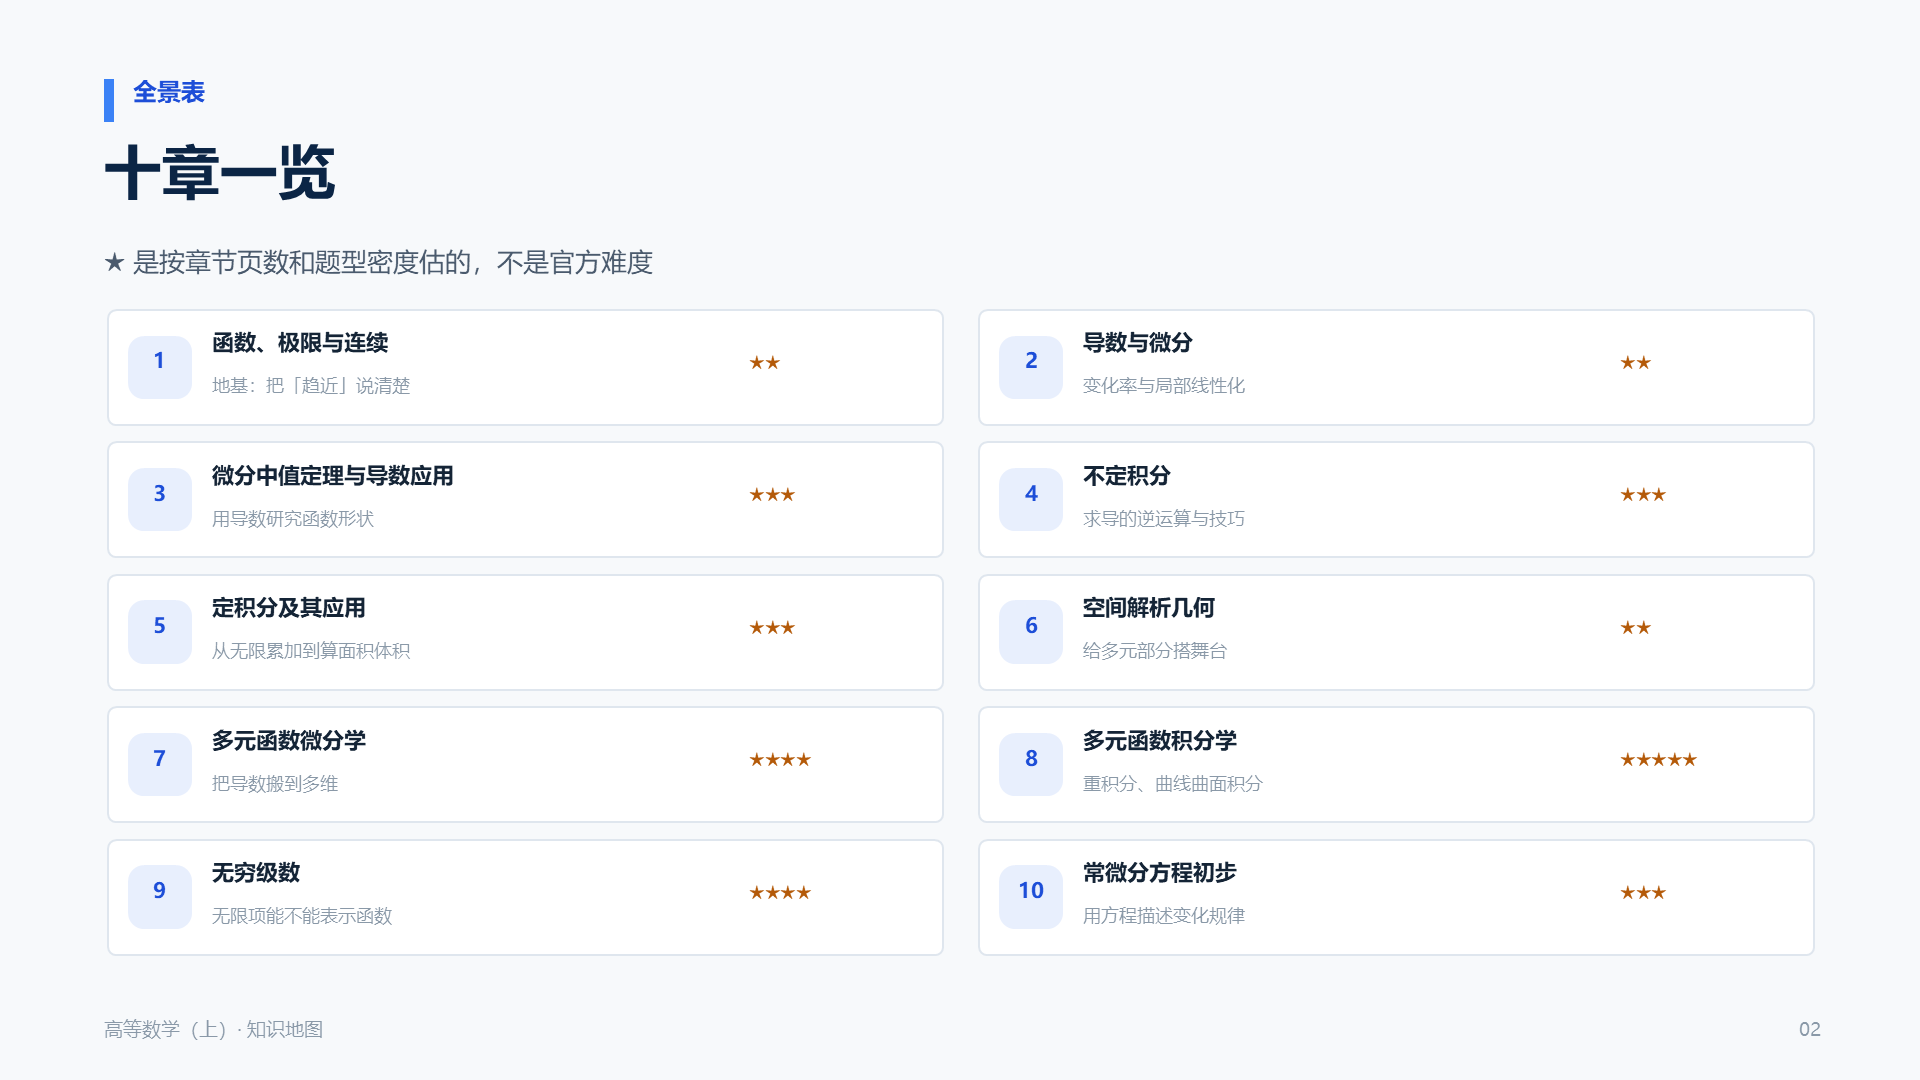 全景表
十章一览
★ 是按章节页数和题型密度估的，不是官方难度
1
函数、极限与连续
地基：把「趋近」说清楚
★★
2
导数与微分
变化率与局部线性化
★★
3
微分中值定理与导数应用
用导数研究函数形状
★★★
4
不定积分
求导的逆运算与技巧
★★★
5
定积分及其应用
从无限累加到算面积体积
★★★
6
空间解析几何
给多元部分搭舞台
★★
7
多元函数微分学
把导数搬到多维
★★★★
8
多元函数积分学
重积分、曲线曲面积分
★★★★★
9
无穷级数
无限项能不能表示函数
★★★★
10
常微分方程初步
用方程描述变化规律
★★★
高等数学（上）· 知识地图
02